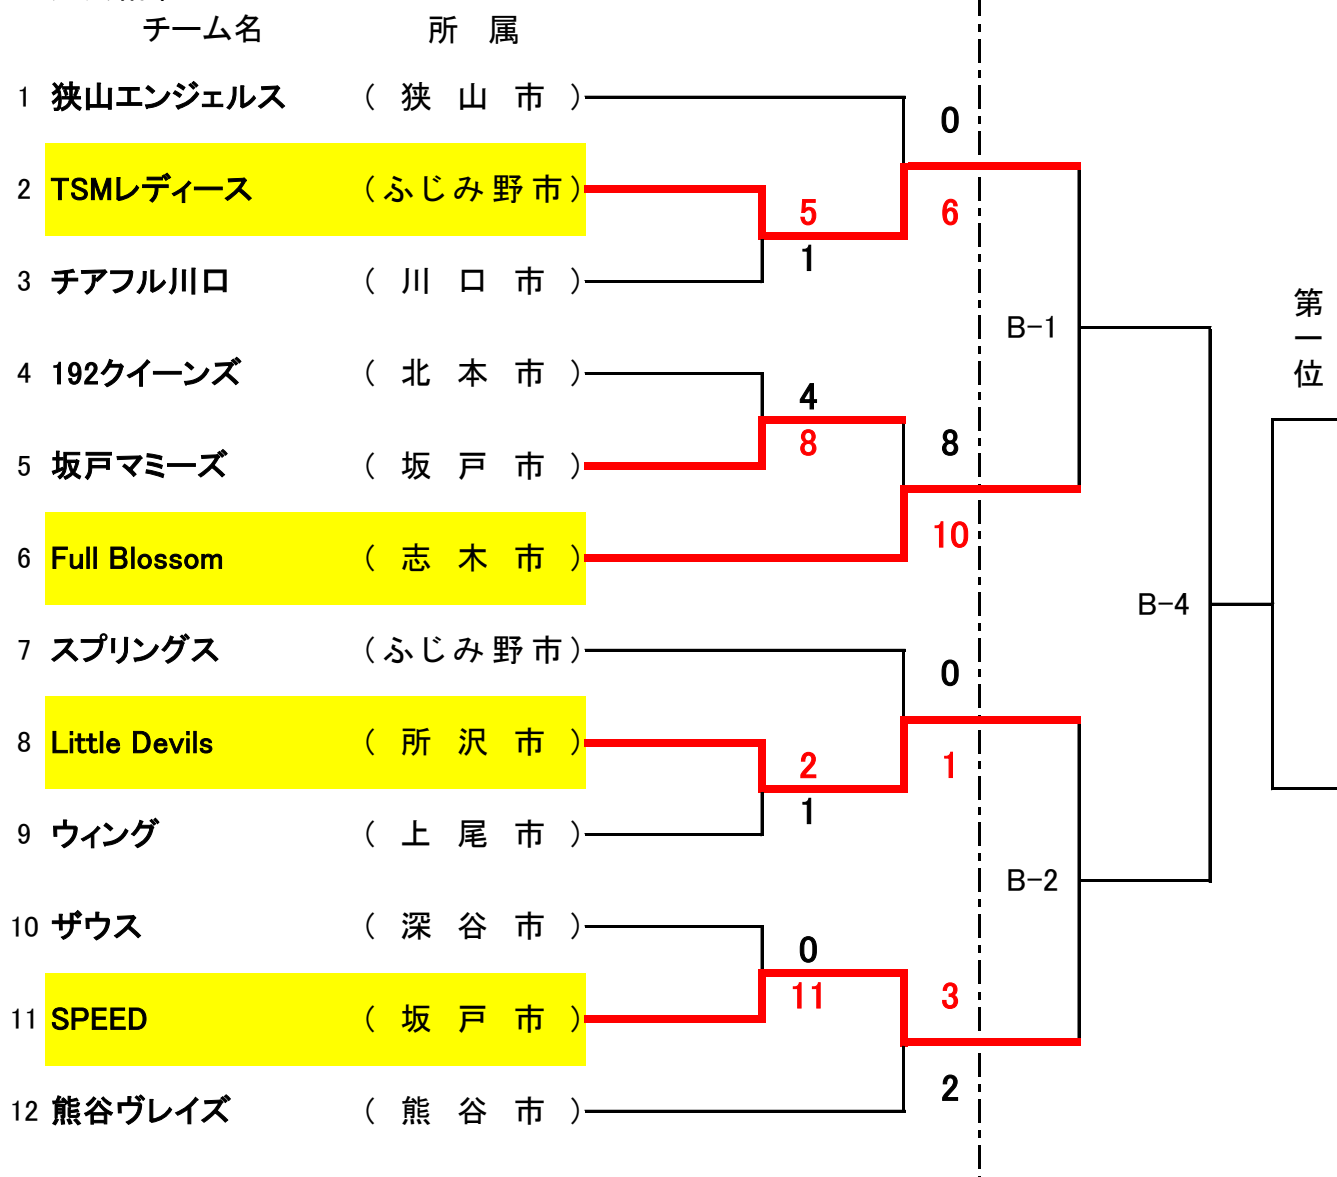 チーム名 所 属
1 狭山エンジェルス ( 狭 山 市 )
0
2 TSMレディース (ふじみ野市)
5 6
1
3 チアフル川口 ( 川 口 市 )
第一位
B-1
4 192クイーンズ ( 北 本 市 )
4
8 8
5 坂戸マミーズ ( 坂 戸 市 )
10
6 Full Blossom ( 志 木 市 )
B-4
7 スプリングス (ふじみ野市)
0
8 Little Devils ( 所 沢 市 )
2 1
1
9 ウィング ( 上 尾 市 )
B-2
10 ザウス ( 深 谷 市 )
0
11 3
11 SPEED ( 坂 戸 市 )
2
12 熊谷ヴレイズ ( 熊 谷 市 )